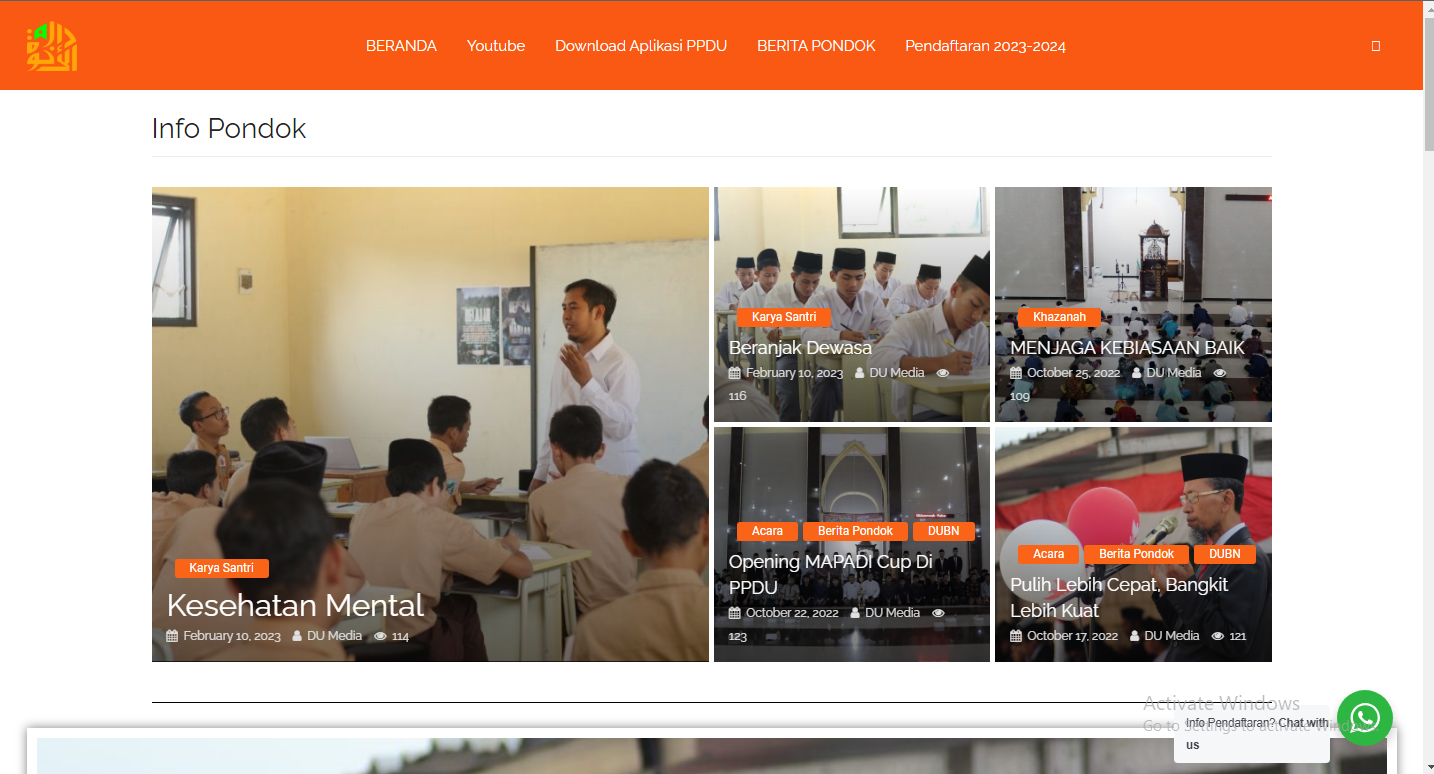 BERANDA Youtube Download Aplikasi PPDU BERITA PONDOK Pendaftaran 2023-2024
Info Pondok
Karya Santri
Kesehatan Mental
February 10, 2023 DU Media 114
Karya Santri
Beranjak Dewasa
February 10, 2023 DU Media
116
Khazanah
MENJAGA KEBIASAAN BAIK
October 25, 2022 DU Media
109
Acara Berita Pondok DUBN
Opening MAPADI Cup Di
PPDU
October 22, 2022 DU Media
123
Acara Berita Pondok DUBN
Pulih Lebih Cepat, Bangkit
Lebih Kuat
October 17, 2022 DU Media 121
Activate Windows
Go to Settings to activate Windows.
Info Pendaftaran? Chat with
us